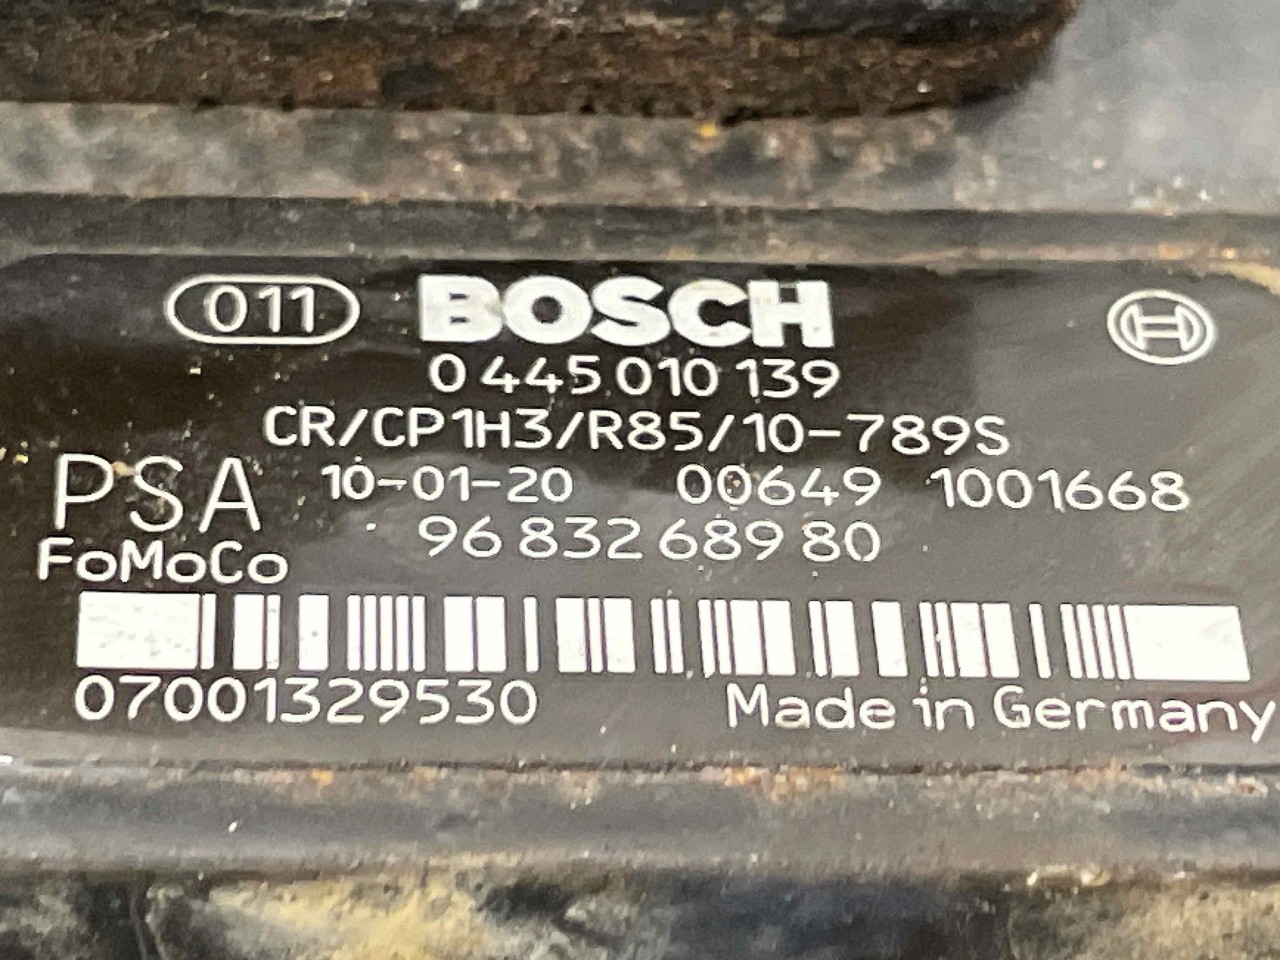 011 BOSCH
0 445 010 139
CR/CP1H3/R85/10-789S
PSA 10-01-20 00649 1001668
96 832 689 80
FoMoCo
07001329530 Made in Germany